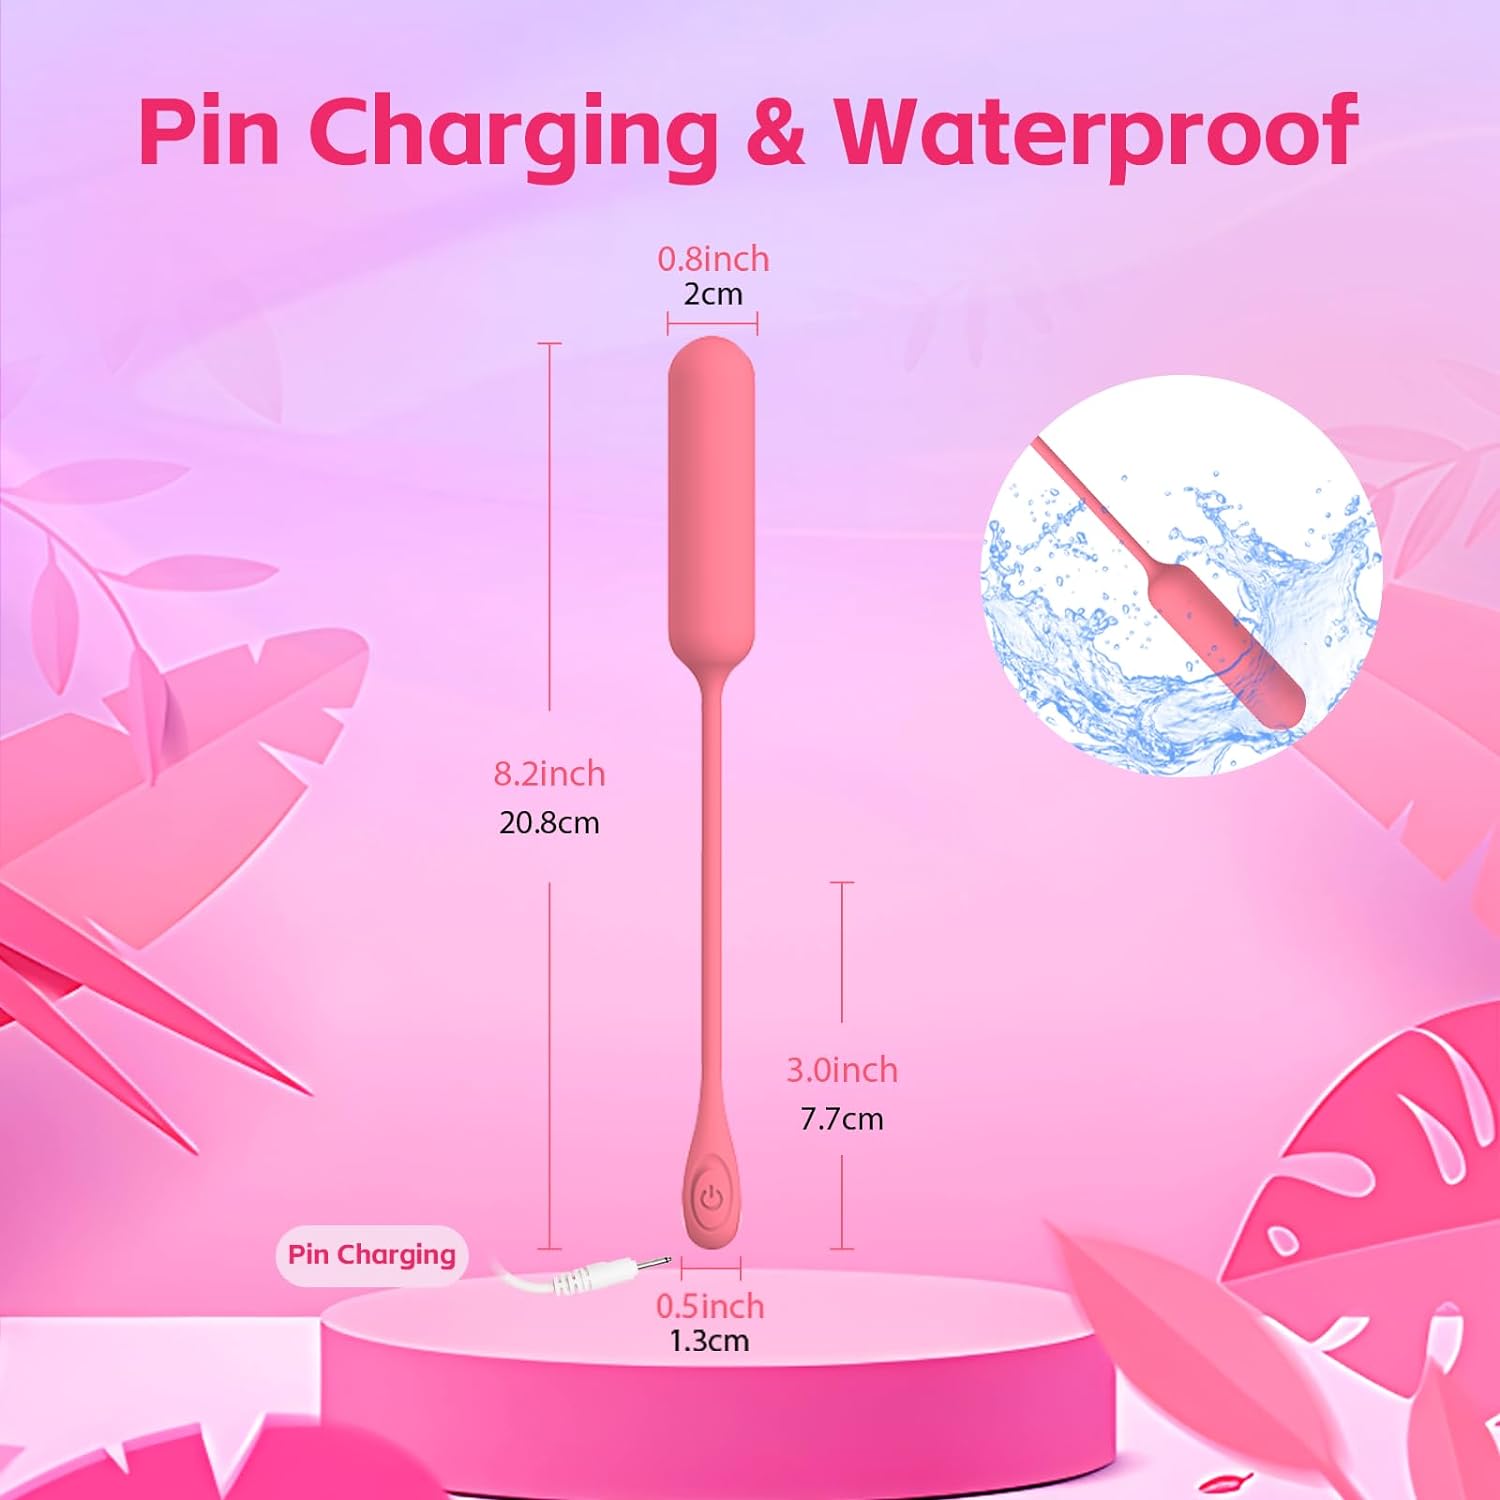 Pin Charging & Waterproof
0.8inch
2cm
8.2inch
20.8cm
3.0inch
7.7cm
Pin Charging
0.5inch
1.3cm